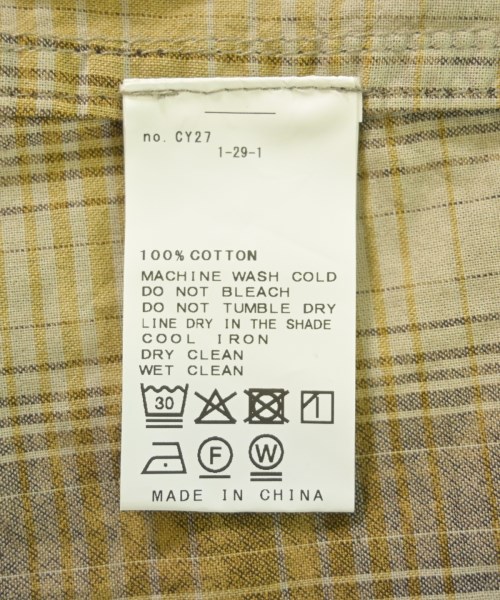 no. CY27
1-29-1
100% COTTON
MACHINE WASH COLD
DO NOT BLEACH
DO NOT TUMBLE DRY
LINE DRY IN THE SHADE
COOL IRON
DRY CLEAN
WET CLEAN
30
F W
MADE IN CHINA